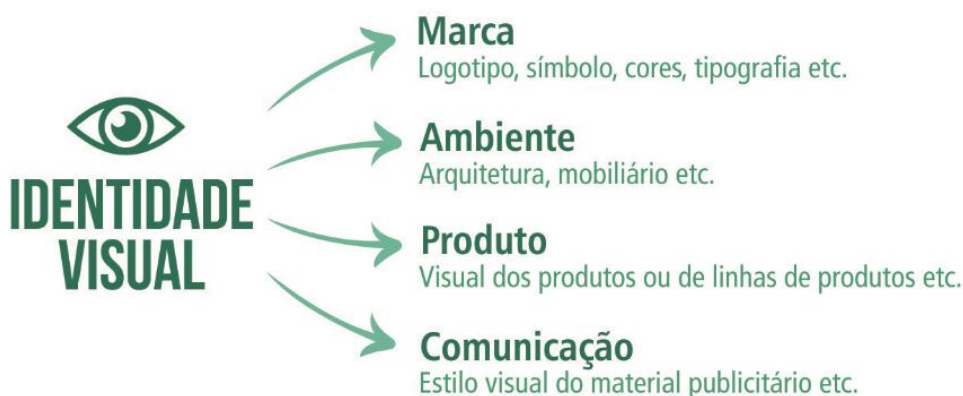 IDENTIDADE
VISUAL
Marca
Logotipo, símbolo, cores, tipografia etc.
Ambiente
Arquitetura, mobiliário etc.
Produto
Visual dos produtos ou de linhas de produtos etc.
Comunicação
Estilo visual do material publicitário etc.